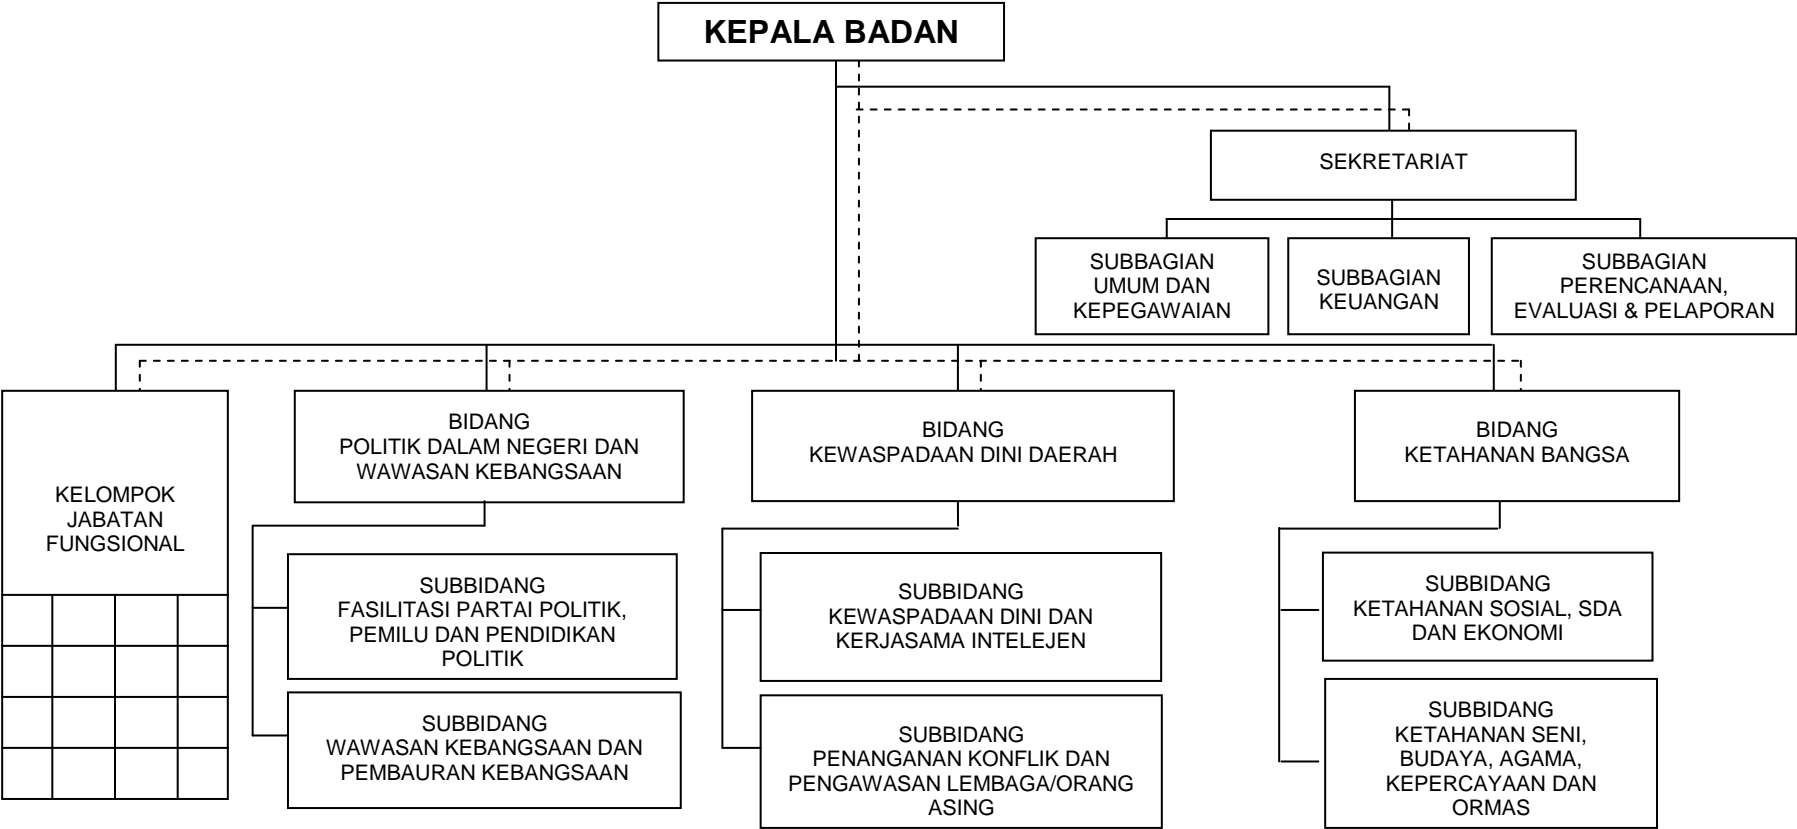 KEPALA BADAN
SEKRETARIAT
SUBBAGIAN
UMUM DAN
KEPEGAWAIAN
SUBBAGIAN
KEUANGAN
SUBBAGIAN
PERENCANAAN,
EVALUASI & PELAPORAN
KELOMPOK
JABATAN
FUNGSIONAL
BIDANG
POLITIK DALAM NEGERI DAN
WAWASAN KEBANGSAAN
SUBBIDANG
FASILITASI PARTAI POLITIK,
PEMILU DAN PENDIDIKAN
POLITIK
SUBBIDANG
WAWASAN KEBANGSAAN DAN
PEMBAURAN KEBANGSAAN
BIDANG
KEWASPADAAN DINI DAERAH
SUBBIDANG
KEWASPADAAN DINI DAN
KERJASAMA INTELEJEN
SUBBIDANG
PENANGANAN KONFLIK DAN
PENGAWASAN LEMBAGA/ORANG
ASING
BIDANG
KETAHANAN BANGSA
SUBBIDANG
KETAHANAN SOSIAL, SDA
DAN EKONOMI
SUBBIDANG
KETAHANAN SENI,
BUDAYA, AGAMA,
KEPERCAYAAN DAN
ORMAS